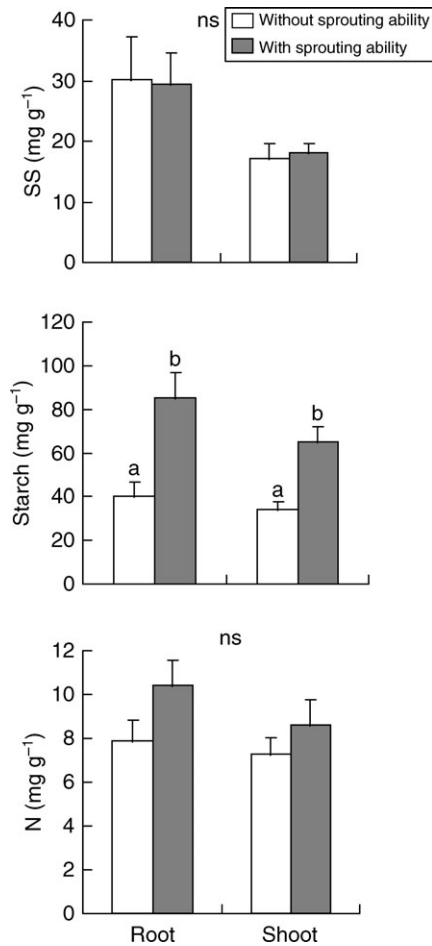 ns
Without sprouting ability
With sprouting ability
SS (mg g⁻¹)
40
30
20
10
0
Starch (mg g⁻¹)
120
100
80
60
40
20
0
a
b
a
b
N (mg g⁻¹)
ns
12
10
8
6
4
2
0
Root Shoot